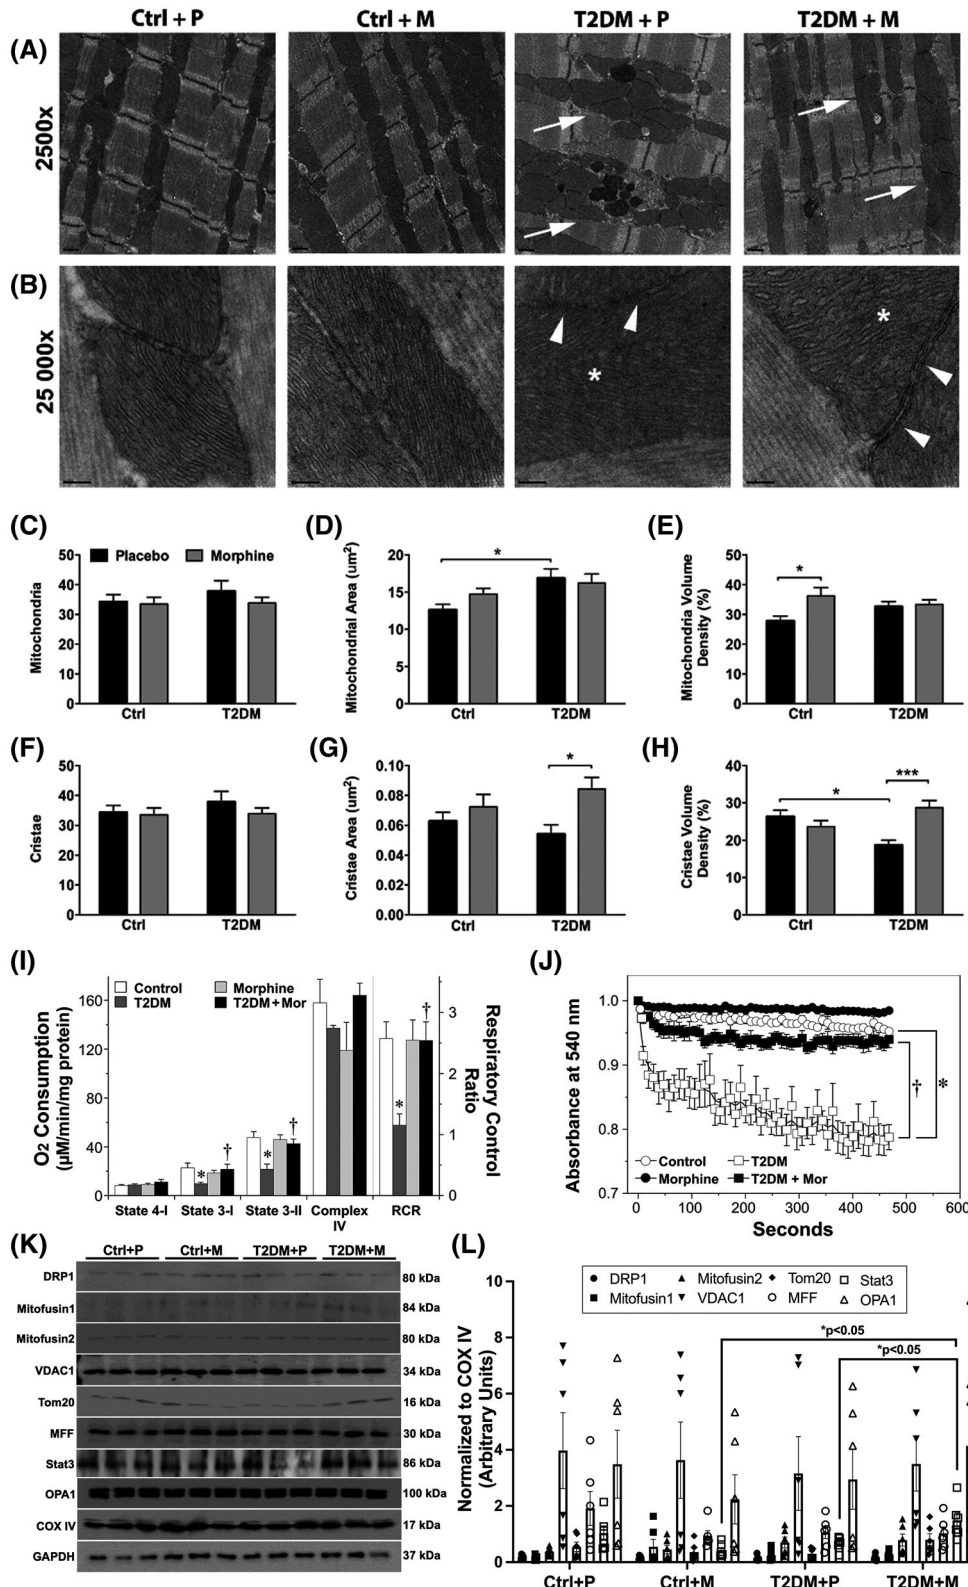 Ctrl + P Ctrl + M T2DM + P T2DM + M
(A)
2500x
(B)
*
*
25 000x
(C) (D) (E)
Placebo Morphine
Mitochondria
50
40
30
20
10
0
Ctrl T2DM
Mitochondrial Area (um²)
20
15
10
5
0
*
Ctrl T2DM
Mitochondria Volume
Density (%)
50
40
30
20
10
0
*
Ctrl T2DM
(F) (G) (H)
Cristae
50
40
30
20
10
0
Ctrl T2DM
Cristae Area (um²)
0.10
0.08
0.06
0.04
0.02
0.00
*
Ctrl T2DM
Cristae Volume
Density (%)
40
30
20
10
0
* ***
Ctrl T2DM
(I)
Control Morphine
T2DM T2DM + Mor
O₂ Consumption
(µM/min/mg protein)
160
120
80
40
0
* † * † * †
Respiratory Control
Ratio
3
2
1
0
State 4-I State 3-I State 3-II Complex IV RCR
(J)
Absorbance at 540 nm
1.0
0.9
0.8
0.7
† *
Control T2DM
Morphine T2DM + Mor
0 100 200 300 400 500 600
Seconds
(K)
Ctrl+P Ctrl+M T2DM+P T2DM+M
DRP1 80 kDa
Mitofusin1 84 kDa
Mitofusin2 80 kDa
VDAC1 34 kDa
Tom20 16 kDa
MFF 30 kDa
Stat3 86 kDa
OPA1 100 kDa
COX IV 17 kDa
GAPDH 37 kDa
(L)
Normalized to COX IV
(Arbitrary Units)
10
8
6
4
2
0
DRP1 Mitofusin2 Tom20 Stat3
Mitofusin1 VDAC1 MFF OPA1
*p<0.05
*p<0.05
Ctrl+P Ctrl+M T2DM+P T2DM+M